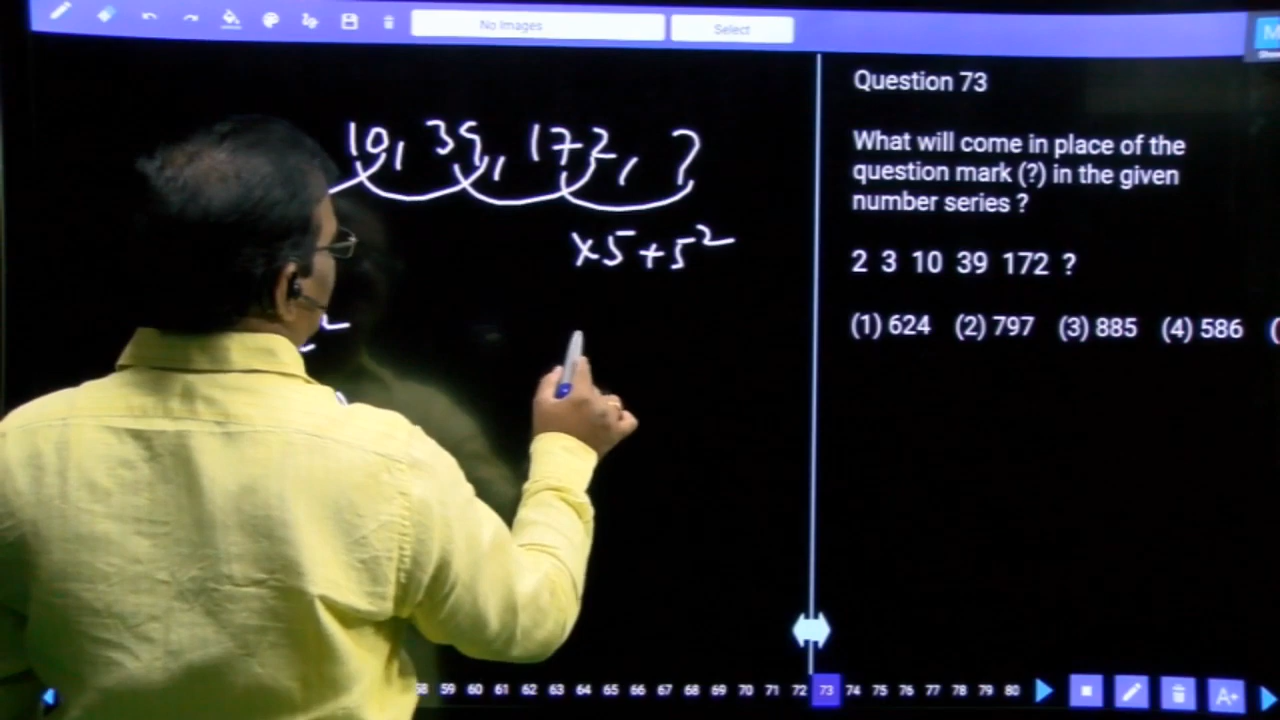 No Images Select
Question 73
What will come in place of the
question mark (?) in the given
number series ?
2 3 10 39 172 ?
(1) 624 (2) 797 (3) 885 (4) 586
10, 39, 172, ?
×5+5²
59 60 61 62 63 64 65 66 67 68 69 70 71 72 73 74 75 76 77 78 79 80
A+